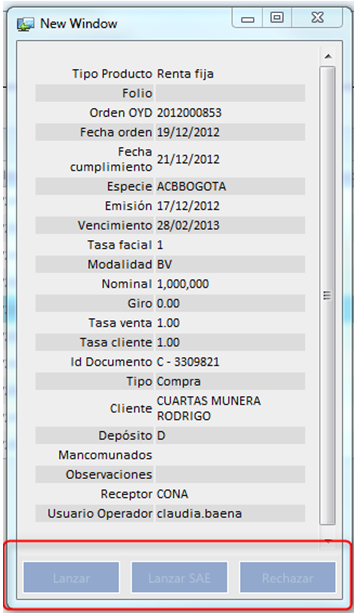 New Window
Tipo Producto Renta fija
Folio
Orden OYD 2012000853
Fecha orden 19/12/2012
Fecha
cumplimiento 21/12/2012
Especie ACBBOGOTA
Emisión 17/12/2012
Vencimiento 28/02/2013
Tasa facial 1
Modalidad BV
Nominal 1,000,000
Giro 0.00
Tasa venta 1.00
Tasa cliente 1.00
Id Documento C - 3309821
Tipo Compra
Cliente CUARTAS MUNERA
RODRIGO
Depósito D
Mancomunados
Observaciones
Receptor CONA
Usuario Operador claudia.baena
Lanzar Lanzar SAE Rechazar